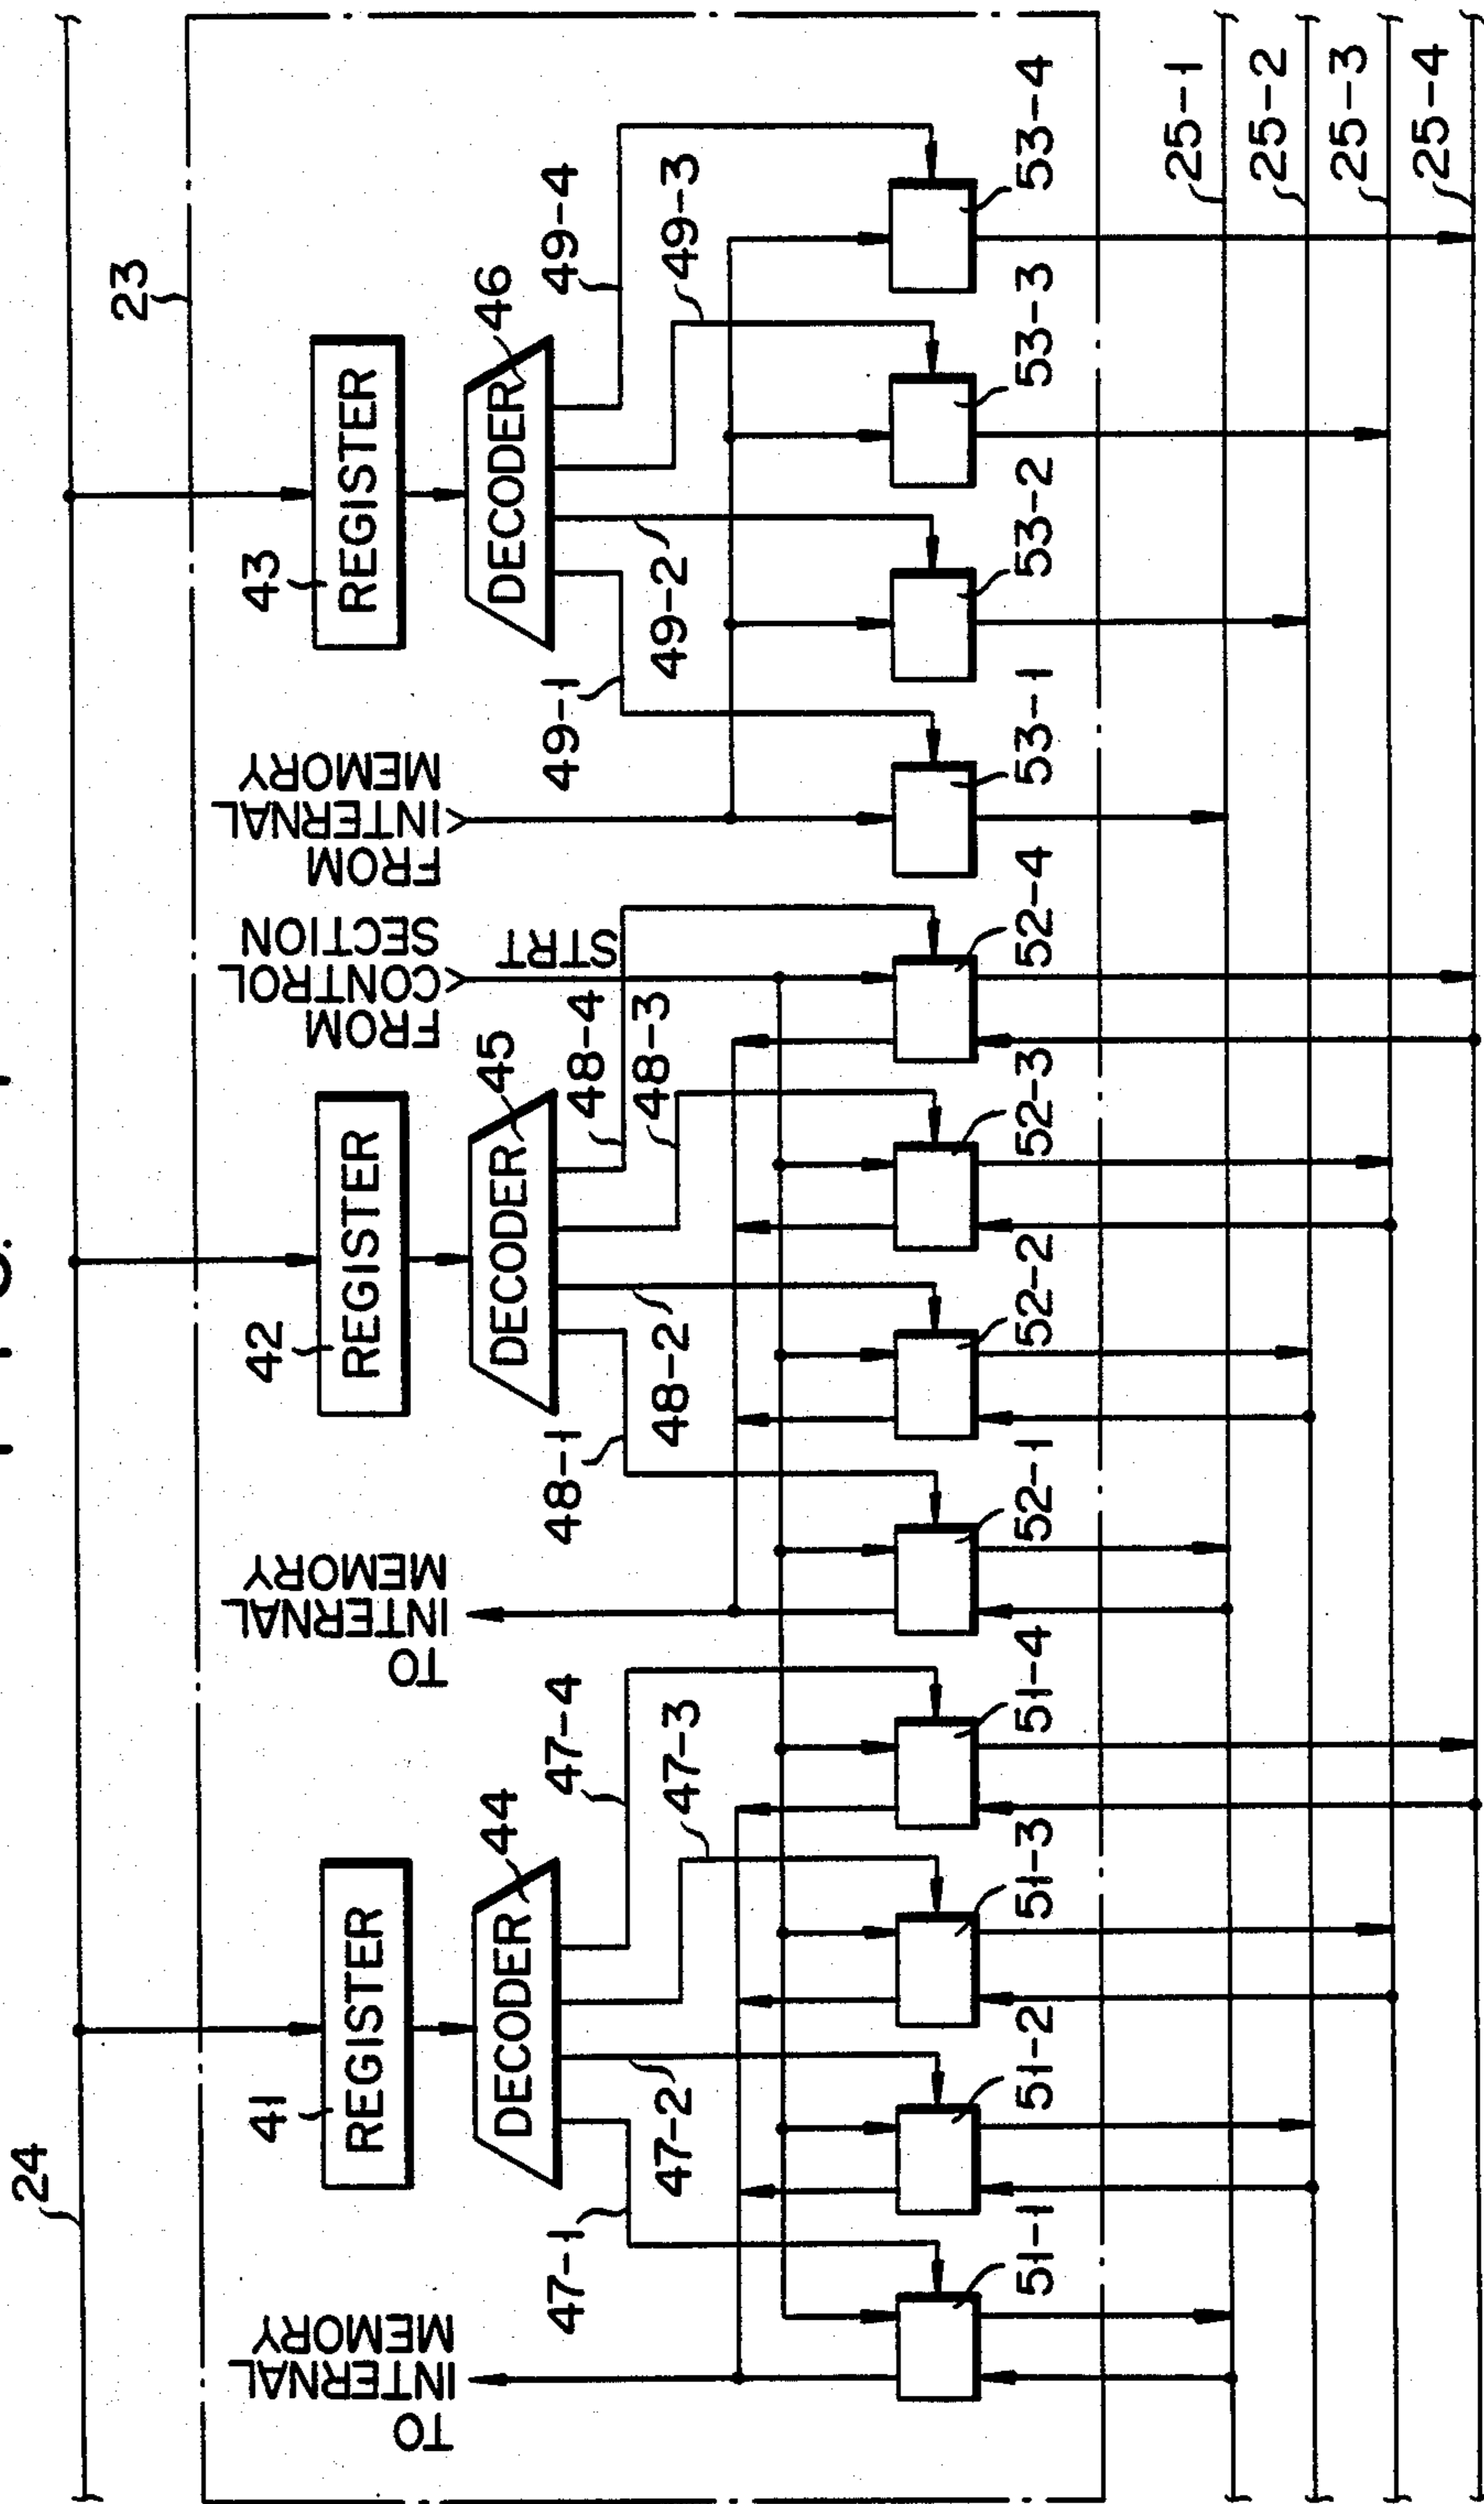 24
23
41
42
43
REGISTER
REGISTER
REGISTER
TO
INTERNAL
MEMORY
TO
INTERNAL
MEMORY
FROM
CONTROL
SECTION
STRT
FROM
INTERNAL
MEMORY
44
45
46
DECODER
DECODER
DECODER
47-1
47-4
48-1
48-4
49-1
49-4
47-2
47-3
48-2
48-3
49-2
49-3
51-1
51-2
51-3
51-4
52-1
52-2
52-3
52-4
53-1
53-2
53-3
53-4
25-1
25-2
25-3
25-4